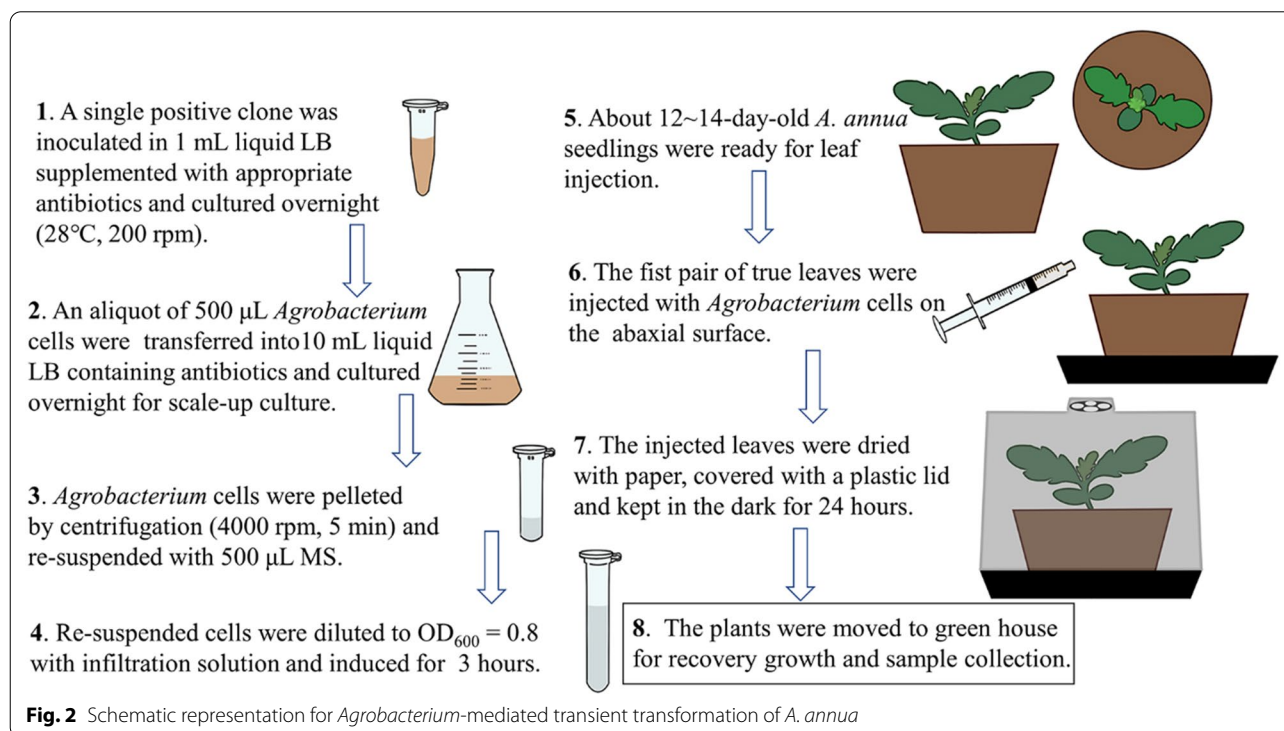 1. A single positive clone was
inoculated in 1 mL liquid LB
supplemented with appropriate
antibiotics and cultured overnight
(28℃, 200 rpm).
2. An aliquot of 500 μL Agrobacterium
cells were transferred into10 mL liquid
LB containing antibiotics and cultured
overnight for scale-up culture.
3. Agrobacterium cells were pelleted
by centrifugation (4000 rpm, 5 min) and
re-suspended with 500 μL MS.
4. Re-suspended cells were diluted to OD600 = 0.8
with infiltration solution and induced for 3 hours.
5. About 12~14-day-old A. annua
seedlings were ready for leaf
injection.
6. The fist pair of true leaves were
injected with Agrobacterium cells on
the abaxial surface.
7. The injected leaves were dried
with paper, covered with a plastic lid
and kept in the dark for 24 hours.
8. The plants were moved to green house
for recovery growth and sample collection.
Fig. 2 Schematic representation for Agrobacterium-mediated transient transformation of A. annua